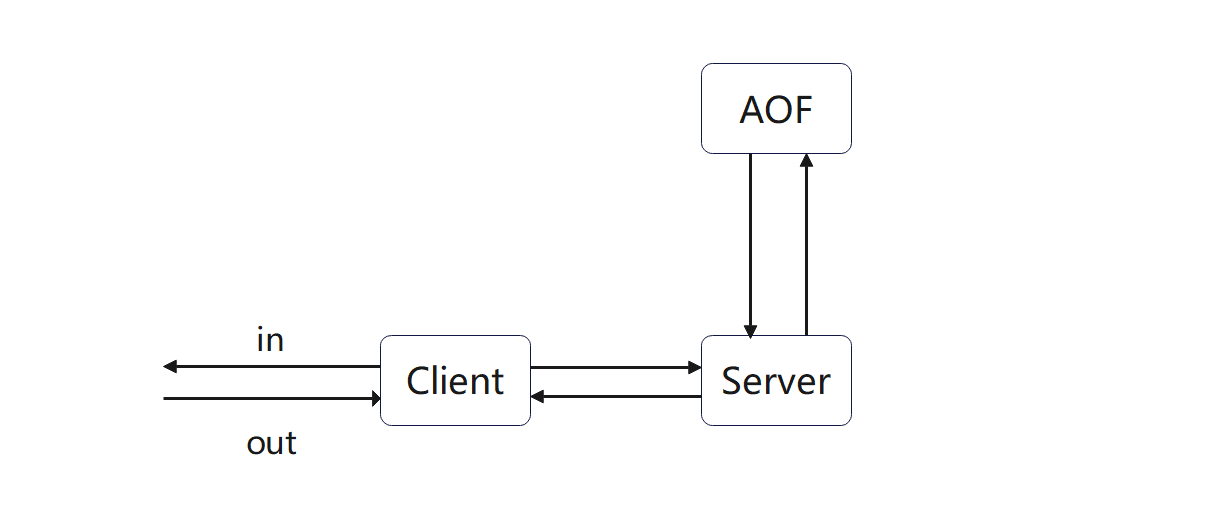 AOF
in
Client
Server
out